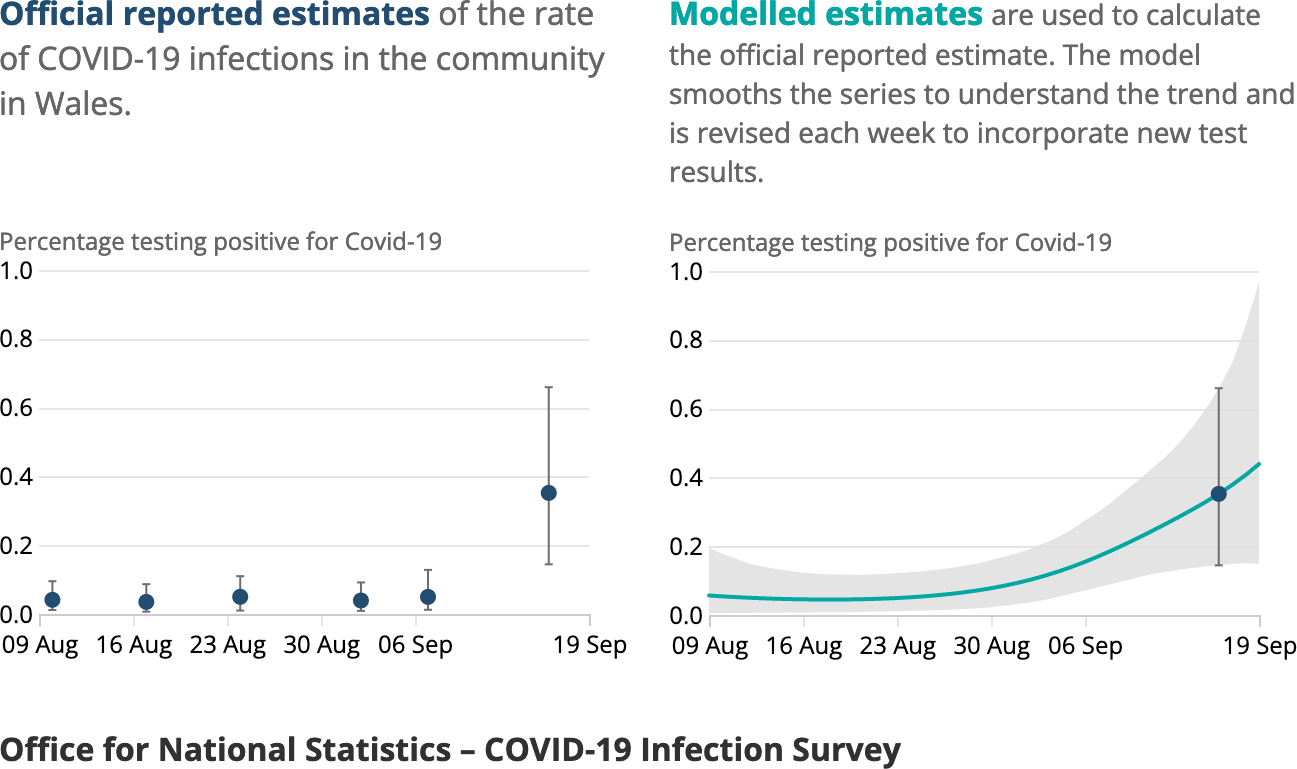 Official reported estimates of the rate
of COVID-19 infections in the community
in Wales.
Percentage testing positive for Covid-19
1.0
0.8
0.6
0.4
0.2
0.0
09 Aug 16 Aug 23 Aug 30 Aug 06 Sep 19 Sep
Modelled estimates are used to calculate
the official reported estimate. The model
smooths the series to understand the trend and
is revised each week to incorporate new test
results.
Percentage testing positive for Covid-19
1.0
0.8
0.6
0.4
0.2
0.0
09 Aug 16 Aug 23 Aug 30 Aug 06 Sep 19 Sep
Office for National Statistics – COVID-19 Infection Survey